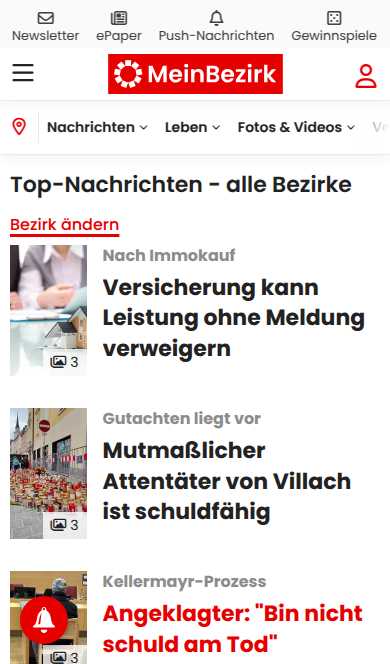 Newsletter ePaper Push-Nachrichten Gewinnspiele
MeinBezirk
Nachrichten Leben Fotos & Videos Ve
Top-Nachrichten - alle Bezirke
Bezirk ändern
Nach Immokauf
Versicherung kann
Leistung ohne Meldung
verweigern
3
Gutachten liegt vor
Mutmaßlicher
Attentäter von Villach
ist schuldfähig
3
Kellermayr-Prozess
Angeklagter: "Bin nicht
schuld am Tod"
3